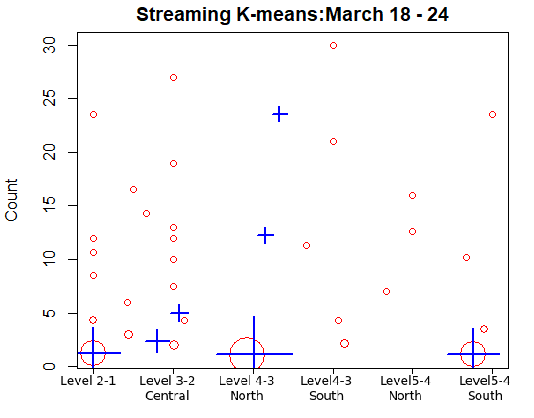 Streaming K-means:March 18 - 24
Count
30
25
20
15
10
5
0
Level 2-1 Level 3-2 Level 4-3 Level4-3 Level5-4 Level5-4
Central North South North South